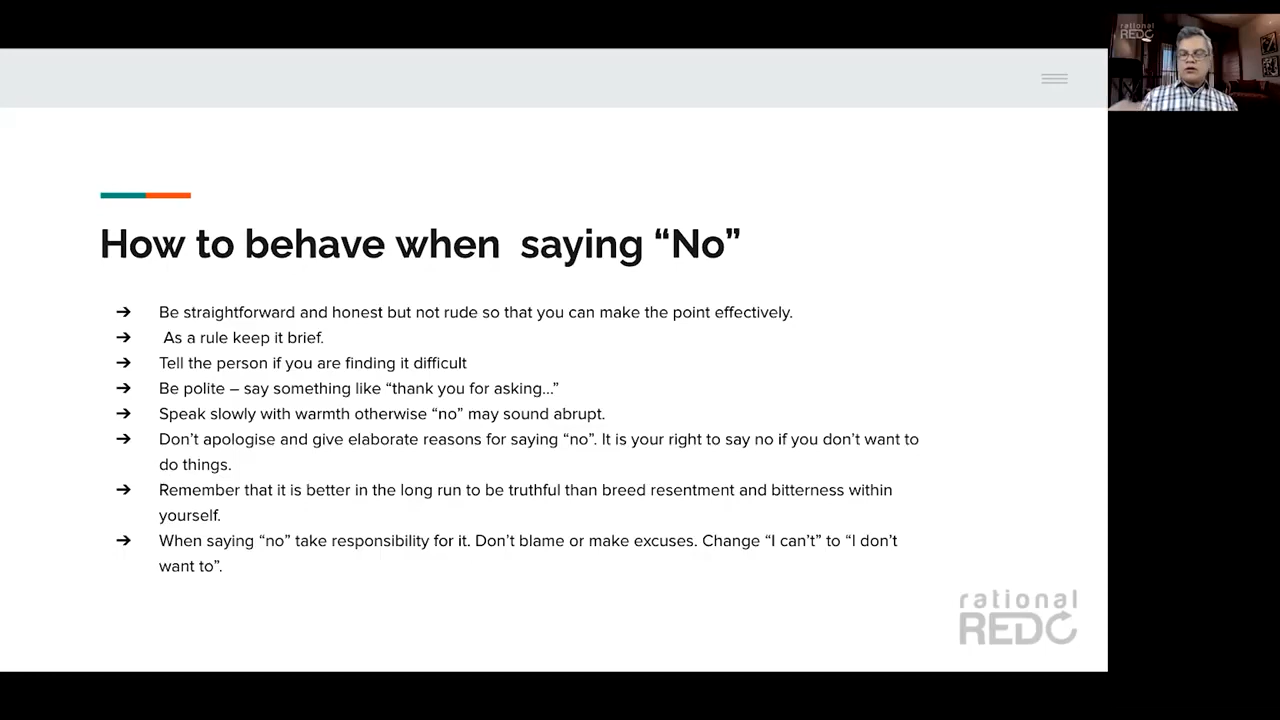 rational
REDO
How to behave when  saying “No”
➔ Be straightforward and honest but not rude so that you can make the point effectively.
➔  As a rule keep it brief.
➔ Tell the person if you are finding it difficult
➔ Be polite – say something like “thank you for asking…”
➔ Speak slowly with warmth otherwise “no” may sound abrupt.
➔ Don’t apologise and give elaborate reasons for saying “no”. It is your right to say no if you don’t want to
do things.
➔ Remember that it is better in the long run to be truthful than breed resentment and bitterness within
yourself.
➔ When saying “no” take responsibility for it. Don’t blame or make excuses. Change “I can’t” to “I don’t
want to”.
rational
REDO